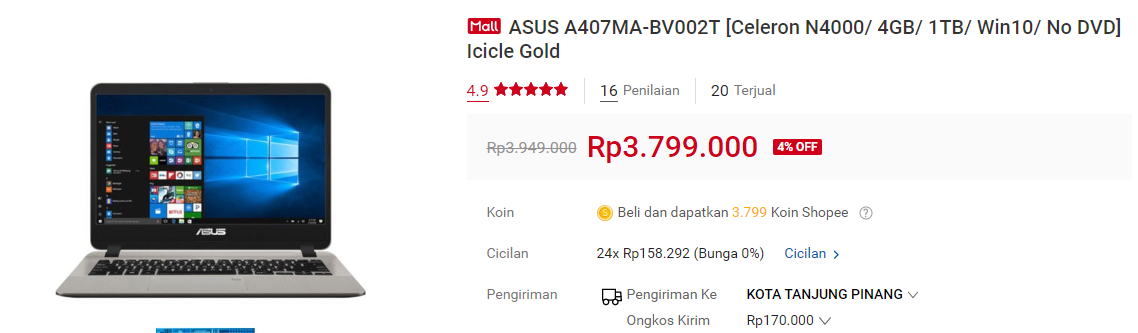 Mall ASUS A407MA-BV002T [Celeron N4000/ 4GB/ 1TB/ Win10/ No DVD]
Icicle Gold
4.9 16 Penilaian 20 Terjual
Rp3.949.000 Rp3.799.000 4% OFF
Koin Beli dan dapatkan 3.799 Koin Shopee ?
Cicilan 24x Rp158.292 (Bunga 0%) Cicilan >
Pengiriman Pengiriman Ke KOTA TANJUNG PINANG
Ongkos Kirim Rp170.000
ASUS
NETFLIX